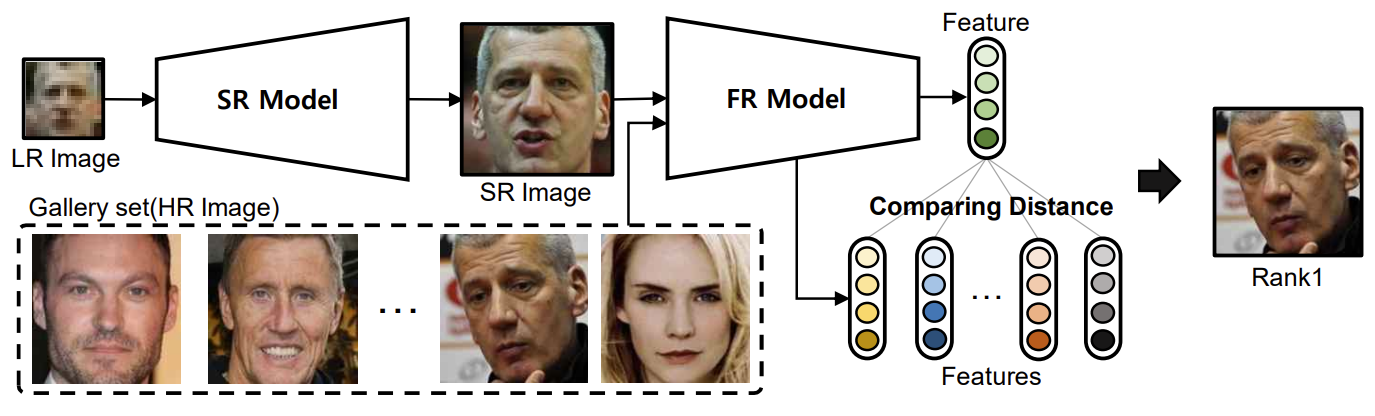 Feature
SR Model
FR Model
LR Image
SR Image
Gallery set(HR Image)
Comparing Distance
...
...
Rank1
Features